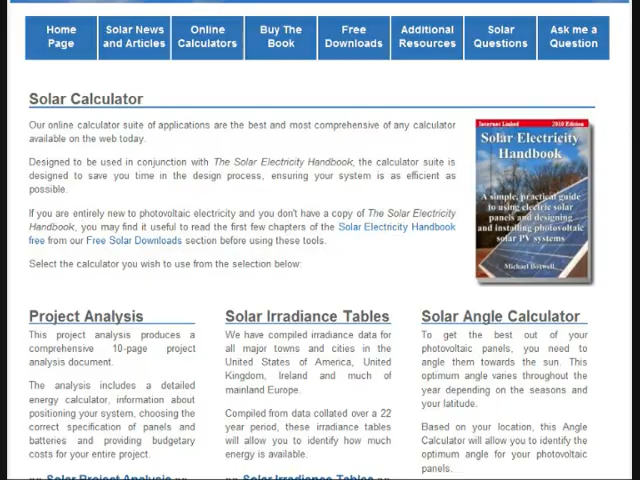 Home Page
Solar News and Articles
Online Calculators
Buy The Book
Free Downloads
Additional Resources
Solar Questions
Ask me a Question
Solar Calculator
Our online calculator suite of applications are the best and most comprehensive of any calculator
available on the web today.
Designed to be used in conjunction with The Solar Electricity Handbook, the calculator suite is
designed to save you time in the design process, ensuring your system is as efficient as
possible.
If you are entirely new to photovoltaic electricity and you don't have a copy of The Solar Electricity
Handbook, you may find it useful to read the first few chapters of the Solar Electricity Handbook
free from our Free Solar Downloads section before using these tools.
Select the calculator you wish to use from the selection below:
Internet Linked 2010 Edition
Solar Electricity
Handbook
A simple, practical guide
to using electric solar
panels and designing
and installing photovoltaic
solar PV systems
Michael Boxwell
Project Analysis
This project analysis produces a
comprehensive 10-page project
analysis document.
The analysis includes a detailed
energy calculator, information about
positioning your system, choosing the
correct specification of panels and
batteries and providing budgetary
costs for your entire project.
>> Solar Project Analysis >>
Solar Irradiance Tables
We have compiled irradiance data for
all major towns and cities in the
United States of America, United
Kingdom, Ireland and much of
mainland Europe.
Compiled from data collated over a 22
year period, these irradiance tables
will allow you to identify how much
energy is available.
>> Solar Irradiance Tables >>
Solar Angle Calculator
To get the best out of your
photovoltaic panels, you need to
angle them towards the sun. This
optimum angle varies throughout the
year depending on the seasons and
your latitude.
Based on your location, this Angle
Calculator will allow you to identify the
optimum angle for your photovoltaic
panels.